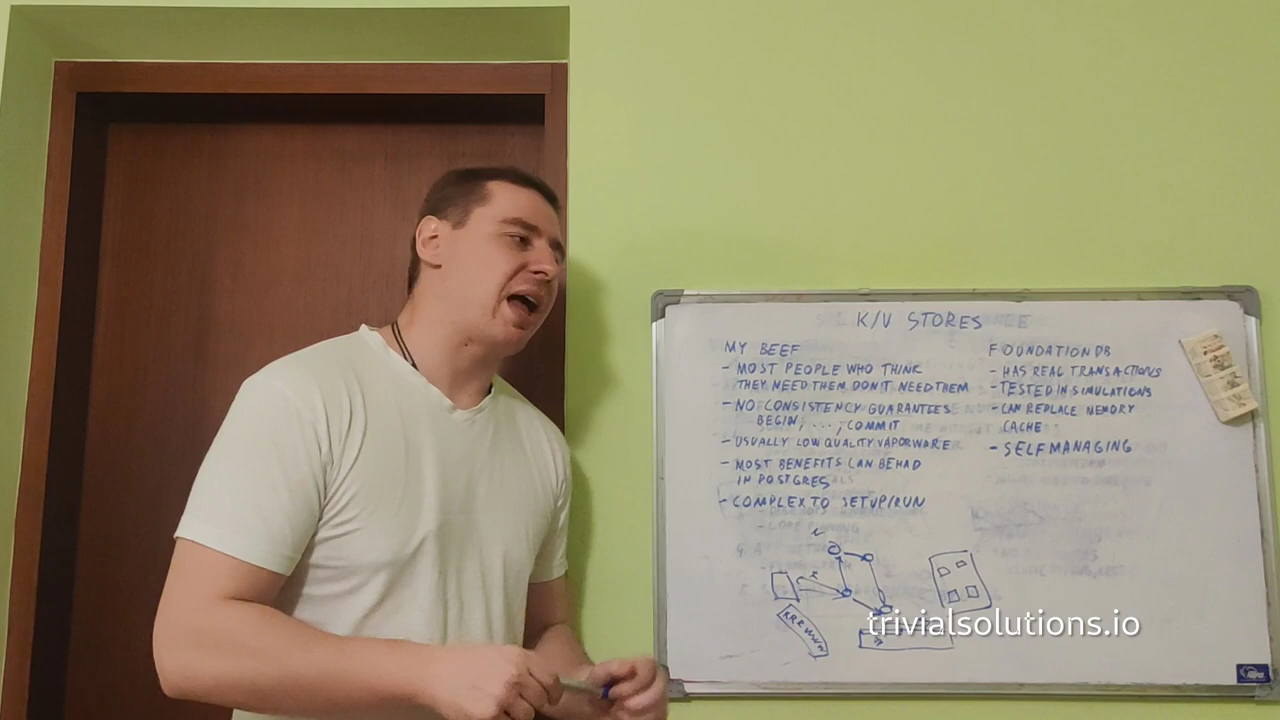 K/V STORES
MY BEEF
- MOST PEOPLE WHO THINK
THEY NEED THEM DON'T NEED THEM
- NO CONSISTENCY GUARANTEES
BEGIN; ...; COMMIT
- USUALLY LOW QUALITY VAPORWARE
- MOST BENEFITS CAN BE HAD
IN POSTGRES
- COMPLEX TO SETUP/RUN
FOUNDATION DB
- HAS REAL TRANSACTIONS
- TESTED IN SIMULATIONS
- CAN REPLACE MEMORY
CACHE
- SELF MANAGING
trivialsolutions.io